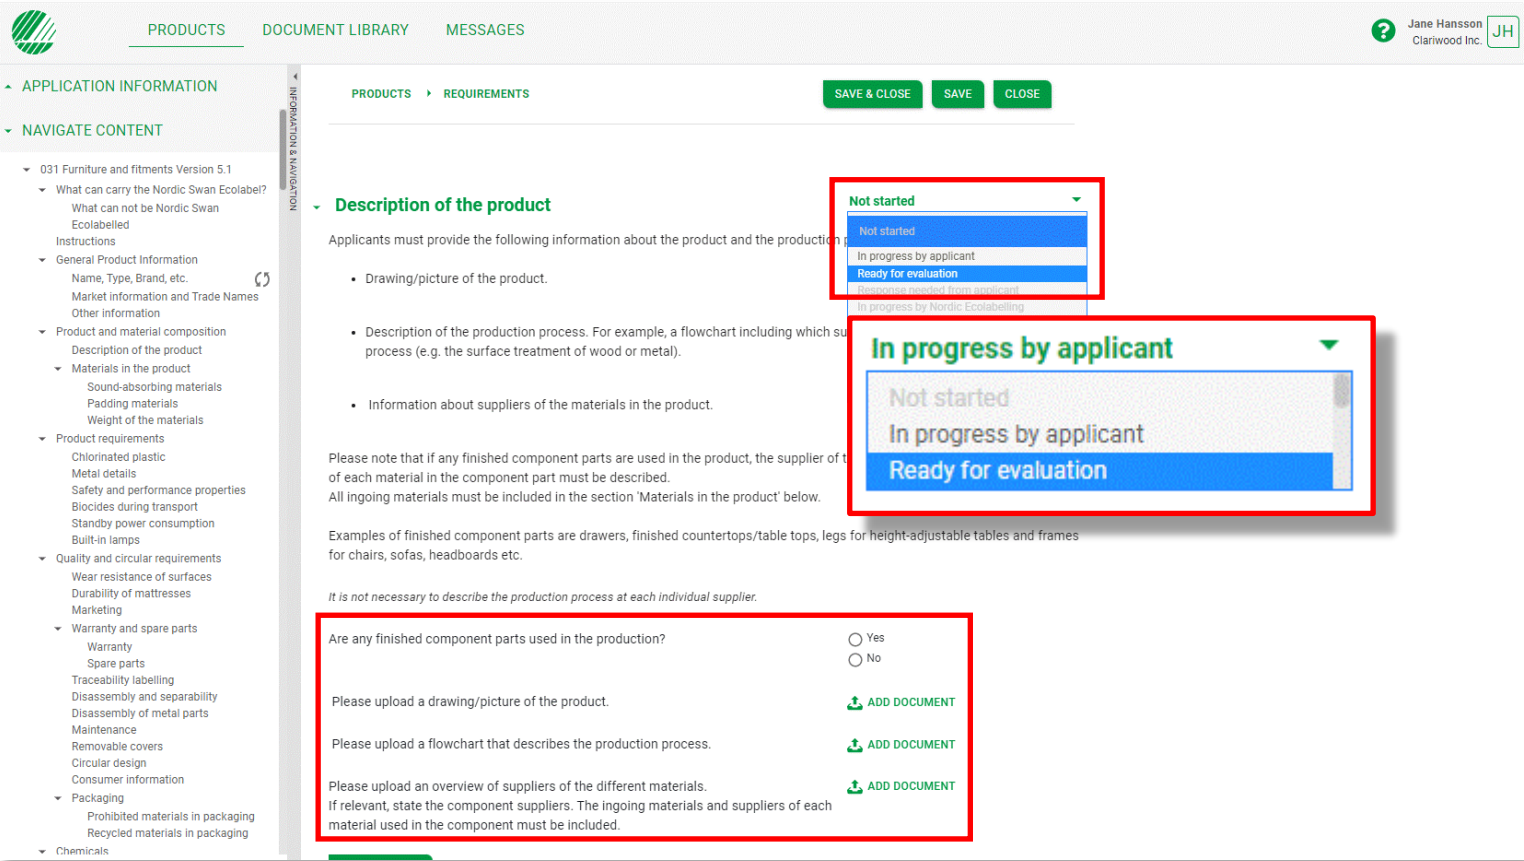 PRODUCTS
DOCUMENT LIBRARY
MESSAGES
?
Jane Hansson
Clariwood Inc.
JH
APPLICATION INFORMATION
NAVIGATE CONTENT
031 Furniture and fitments Version 5.1
What can carry the Nordic Swan Ecolabel?
What can not be Nordic Swan
Ecolabelled
Instructions
General Product Information
Name, Type, Brand, etc.
Market information and Trade Names
Other information
Product and material composition
Description of the product
Materials in the product
Sound-absorbing materials
Padding materials
Weight of the materials
Product requirements
Chlorinated plastic
Metal details
Safety and performance properties
Biocides during transport
Standby power consumption
Built-in lamps
Quality and circular requirements
Wear resistance of surfaces
Durability of mattresses
Marketing
Warranty and spare parts
Warranty
Spare parts
Traceability labelling
Disassembly and separability
Disassembly of metal parts
Maintenance
Removable covers
Circular design
Consumer information
Packaging
Prohibited materials in packaging
Recycled materials in packaging
Chemicals
INFORMATION & NAVIGATION
PRODUCTS
REQUIREMENTS
SAVE & CLOSE
SAVE
CLOSE
Description of the product
Not started
Not started
In progress by applicant
Ready for evaluation
Response needed from applicant
In progress by Nordic Ecolabelling
Applicants must provide the following information about the product and the production p
• Drawing/picture of the product.
• Description of the production process. For example, a flowchart including which su
process (e.g. the surface treatment of wood or metal).
• Information about suppliers of the materials in the product.
In progress by applicant
Not started
In progress by applicant
Ready for evaluation
Please note that if any finished component parts are used in the product, the supplier of t
of each material in the component part must be described.
All ingoing materials must be included in the section 'Materials in the product' below.
Examples of finished component parts are drawers, finished countertops/table tops, legs for height-adjustable tables and frames
for chairs, sofas, headboards etc.
It is not necessary to describe the production process at each individual supplier.
Are any finished component parts used in the production?
Yes
No
Please upload a drawing/picture of the product.
ADD DOCUMENT
Please upload a flowchart that describes the production process.
ADD DOCUMENT
Please upload an overview of suppliers of the different materials.
ADD DOCUMENT
If relevant, state the component suppliers. The ingoing materials and suppliers of each
material used in the component must be included.